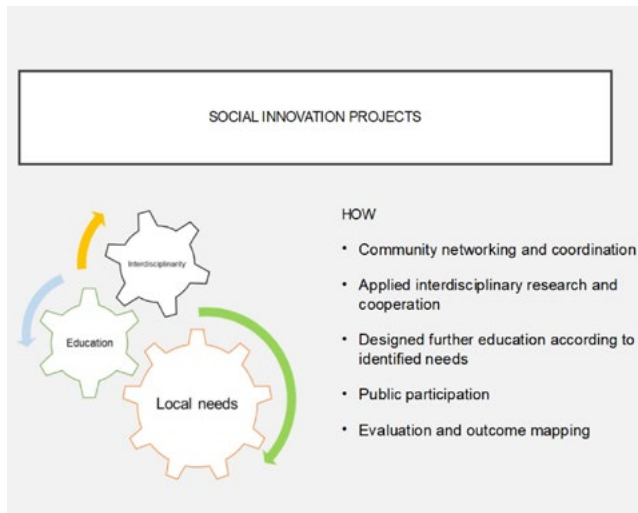 SOCIAL INNOVATION PROJECTS
Interdisciplinarity
Education
Local needs
HOW
• Community networking and coordination
• Applied interdisciplinary research and
cooperation
• Designed further education according to
identified needs
• Public participation
• Evaluation and outcome mapping